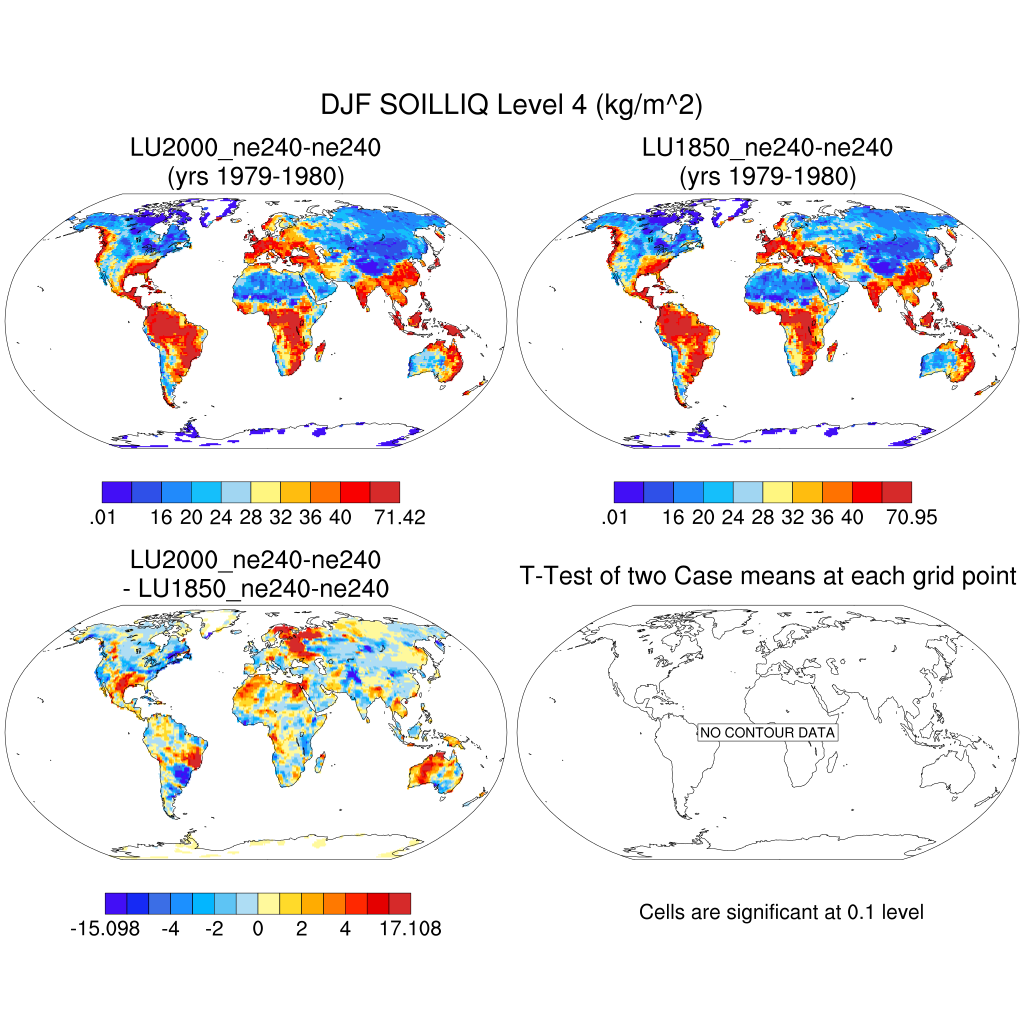 DJF SOILLIQ Level 4 (kg/m^2)
LU2000_ne240-ne240
(yrs 1979-1980)
LU1850_ne240-ne240
(yrs 1979-1980)
.01 16 20 24 28 32 36 40 71.42
.01 16 20 24 28 32 36 40 70.95
LU2000_ne240-ne240
- LU1850_ne240-ne240
T-Test of two Case means at each grid point
NO CONTOUR DATA
-15.098 -4 -2 0 2 4 17.108
Cells are significant at 0.1 level